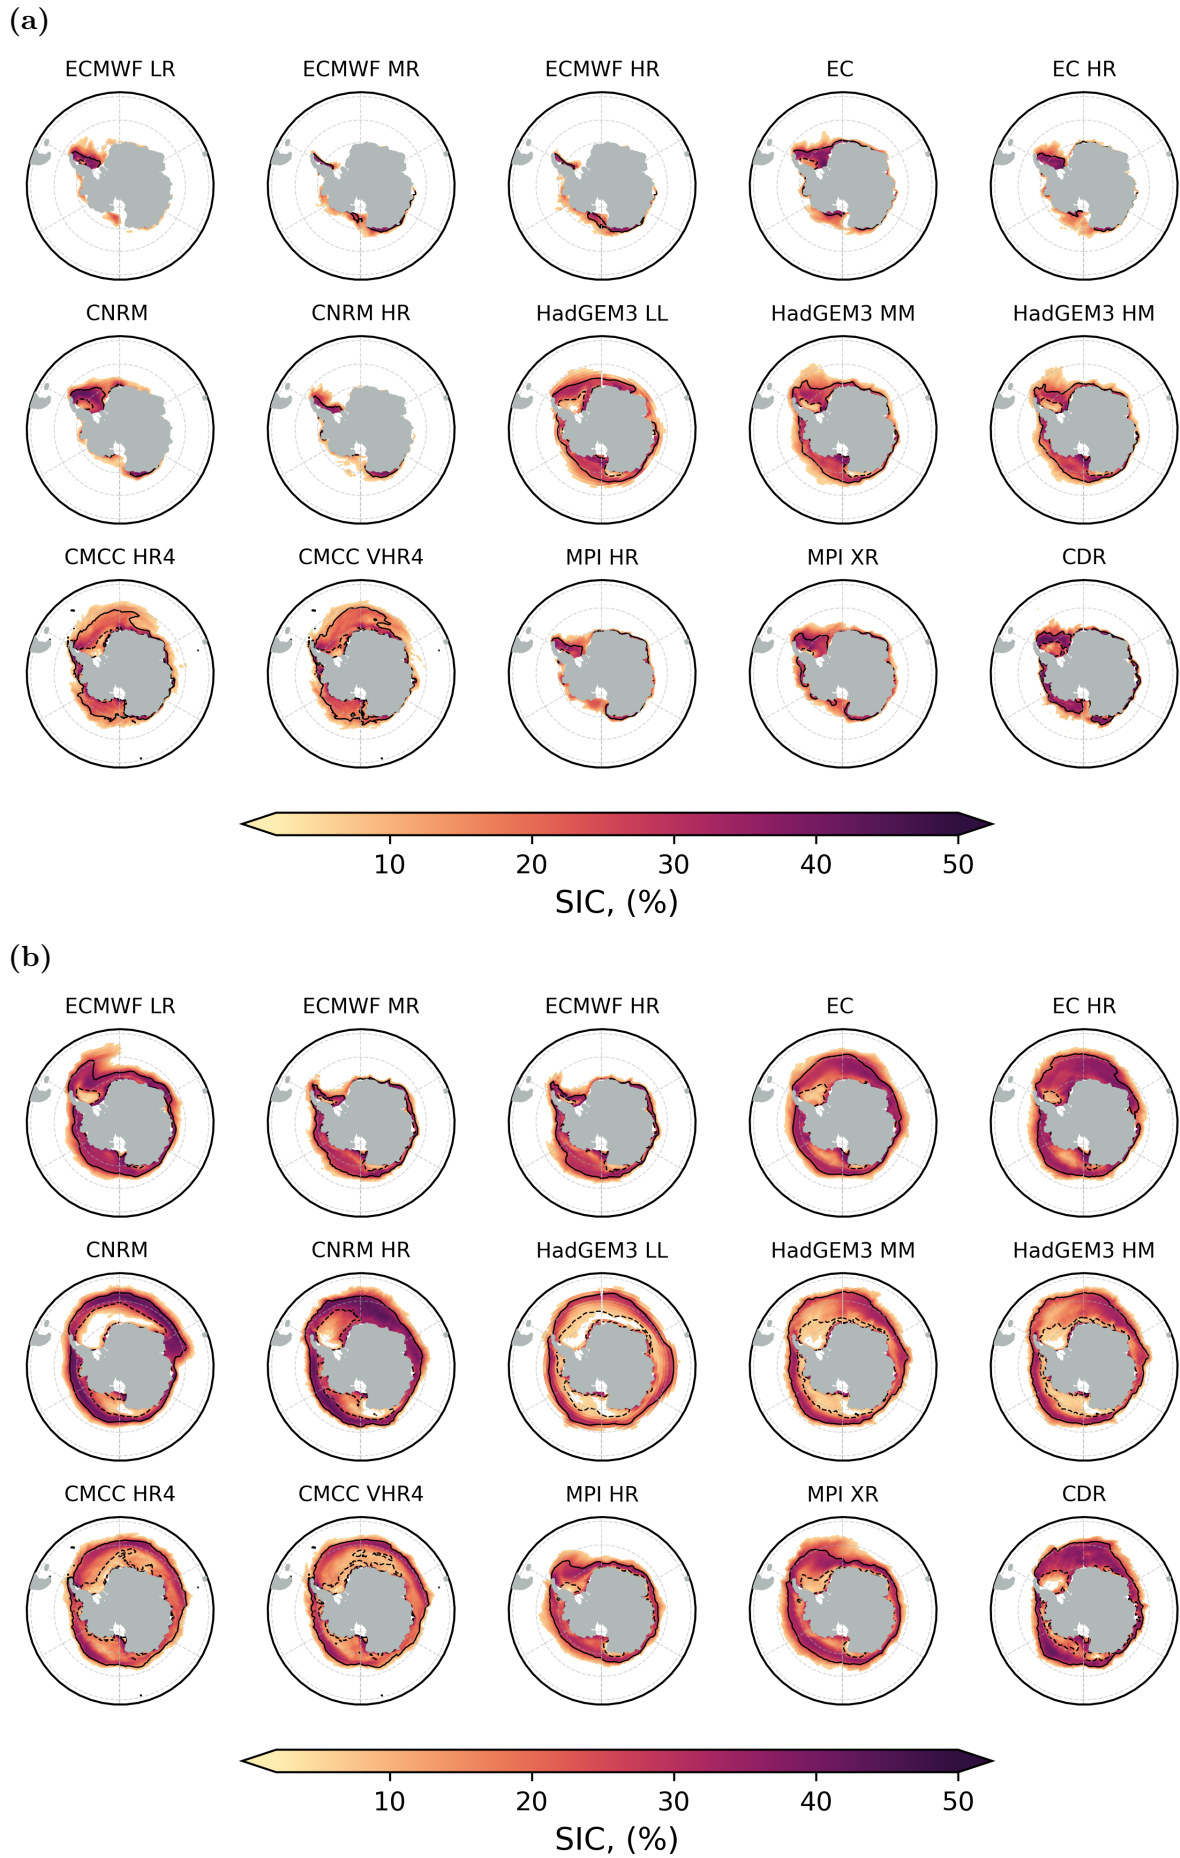 (a)
ECMWF LR ECMWF MR ECMWF HR EC EC HR
CNRM CNRM HR HadGEM3 LL HadGEM3 MM HadGEM3 HM
CMCC HR4 CMCC VHR4 MPI HR MPI XR CDR
10 20 30 40 50
SIC, (%)
(b)
ECMWF LR ECMWF MR ECMWF HR EC EC HR
CNRM CNRM HR HadGEM3 LL HadGEM3 MM HadGEM3 HM
CMCC HR4 CMCC VHR4 MPI HR MPI XR CDR
10 20 30 40 50
SIC, (%)